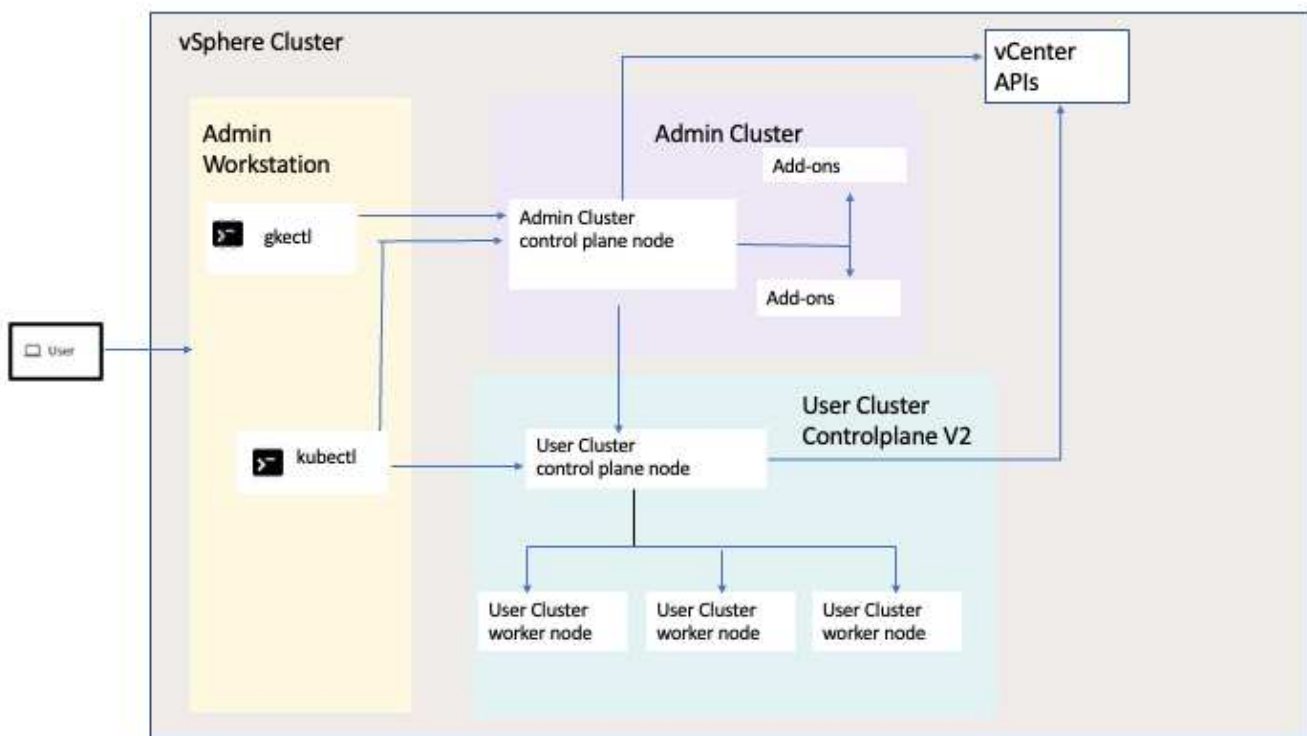 vSphere Cluster
vCenter
APIs
Admin
Workstation
Admin Cluster
Add-ons
gkectl
Admin Cluster
control plane node
Add-ons
User
User Cluster
Controlplane V2
kubectl
User Cluster
control plane node
User Cluster
worker node
User Cluster
worker node
User Cluster
worker node